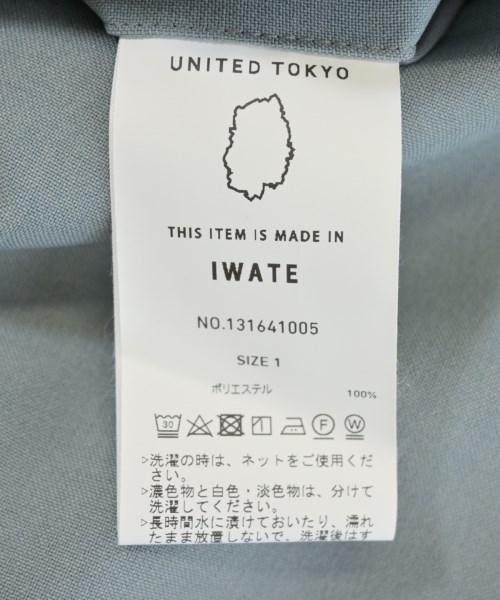 UNITED TOKYO
THIS ITEM IS MADE IN
IWATE
NO.131641005
SIZE 1
ポリエステル 100%
30 F W
>洗濯の時は、ネットをご使用くだ
さい。
>濃色物と白色・淡色物は、分けて
洗濯してください。
>長時間水に漬けておいたり、濡れ
たまま放置しないで、洗濯後はす